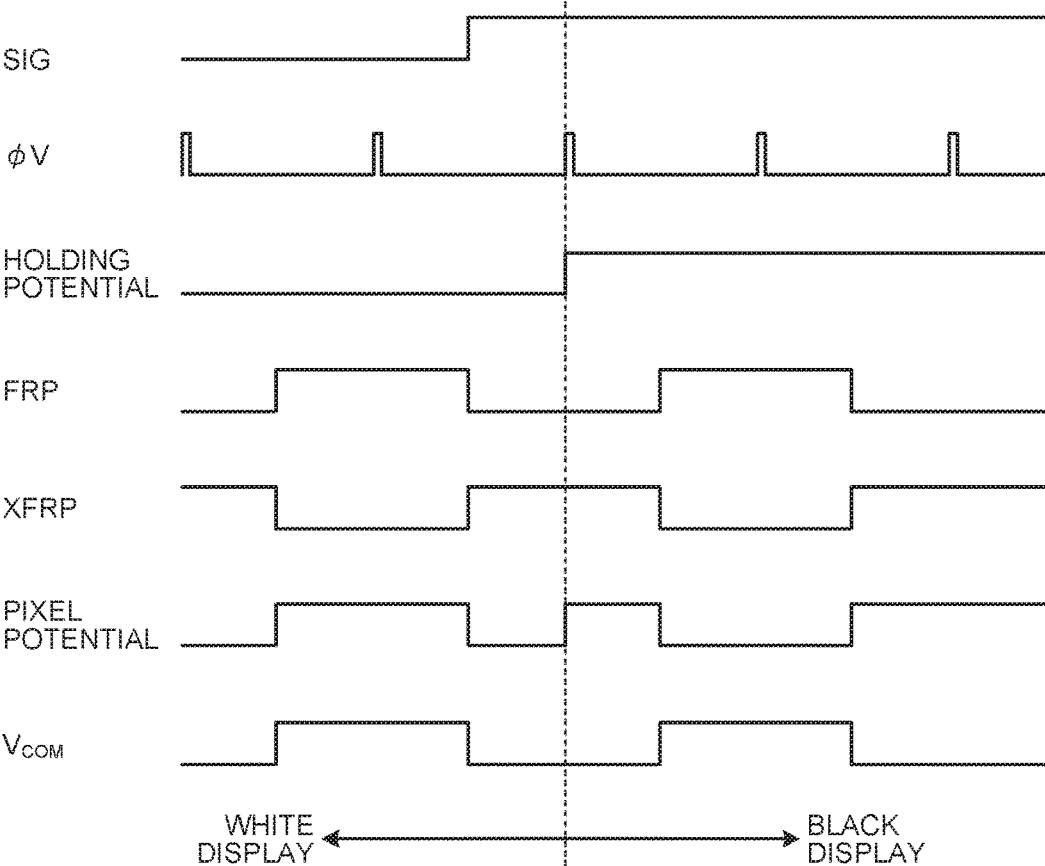 SIG
ϕV
HOLDING
POTENTIAL
FRP
XFRP
PIXEL
POTENTIAL
VCOM
WHITE
DISPLAY
BLACK
DISPLAY